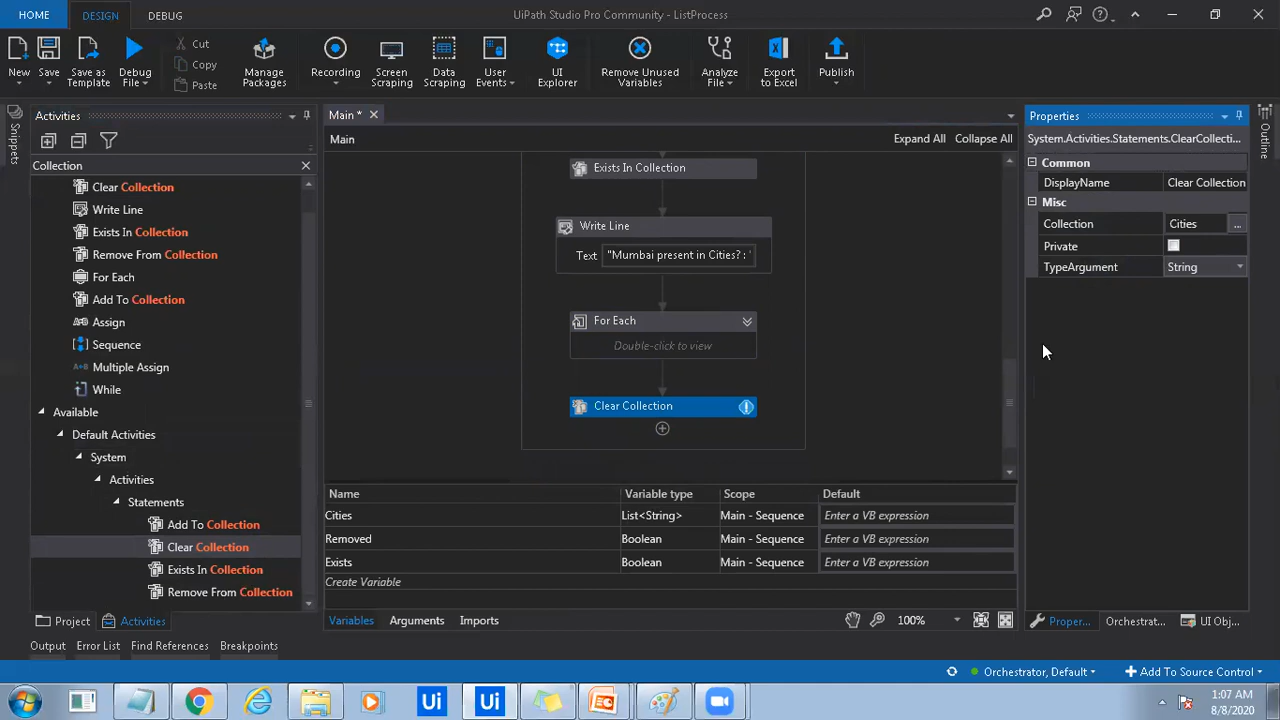 HOME
DESIGN
DEBUG
UiPath Studio Pro Community - ListProcess
New
Save
Save as Template
Debug File
Cut
Copy
Paste
Manage Packages
Recording
Screen Scraping
Data Scraping
User Events
UI Explorer
Remove Unused Variables
Analyze File
Export to Excel
Publish
Snippets
Activities
Collection
Clear Collection
Write Line
Exists In Collection
Remove From Collection
For Each
Add To Collection
Assign
Sequence
A+B Multiple Assign
While
Available
Default Activities
System
Activities
Statements
Add To Collection
Clear Collection
Exists In Collection
Remove From Collection
Project
Activities
Main *
Main
Expand All
Collapse All
Exists In Collection
Write Line
Text "Mumbai present in Cities? : "
For Each
Double-click to view
Clear Collection
Name Variable type Scope Default
Cities List<String> Main - Sequence Enter a VB expression
Removed Boolean Main - Sequence Enter a VB expression
Exists Boolean Main - Sequence Enter a VB expression
Create Variable
Variables
Arguments
Imports
100%
Properties
System.Activities.Statements.ClearCollecti...
Common
DisplayName Clear Collection
Misc
Collection Cities ...
Private
TypeArgument String
Proper...
Orchestrat...
UI Obj...
Outline
Output
Error List
Find References
Breakpoints
Orchestrator, Default
Add To Source Control
Ui
Ui
1:07 AM
8/8/2020